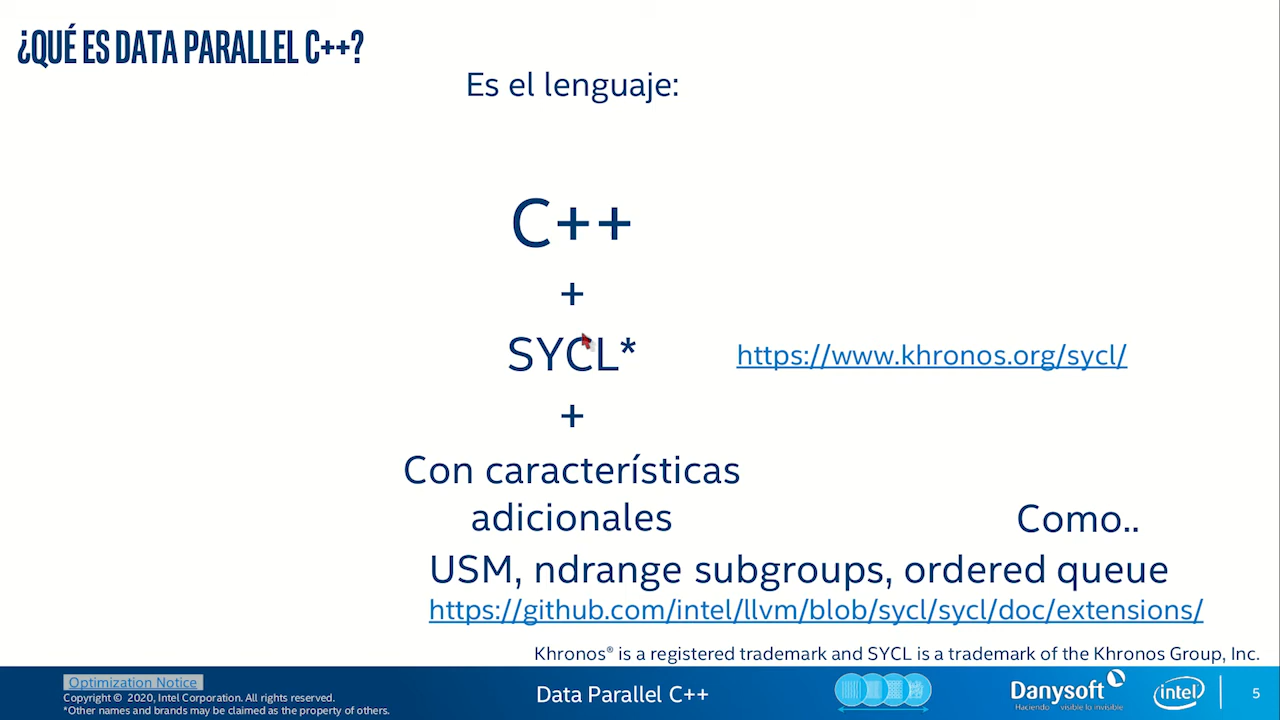 ¿QUÉ ES DATA PARALLEL C++?
Es el lenguaje:
C++
+
SYCL*
https://www.khronos.org/sycl/
+
Con características
adicionales
Como..
USM, ndrange subgroups, ordered queue
https://github.com/intel/llvm/blob/sycl/sycl/doc/extensions/
Khronos® is a registered trademark and SYCL is a trademark of the Khronos Group, Inc.
Optimization Notice
Copyright © 2020, Intel Corporation. All rights reserved.
*Other names and brands may be claimed as the property of others.
Data Parallel C++
Danysoft
Haciendo visible lo invisible
intel
5